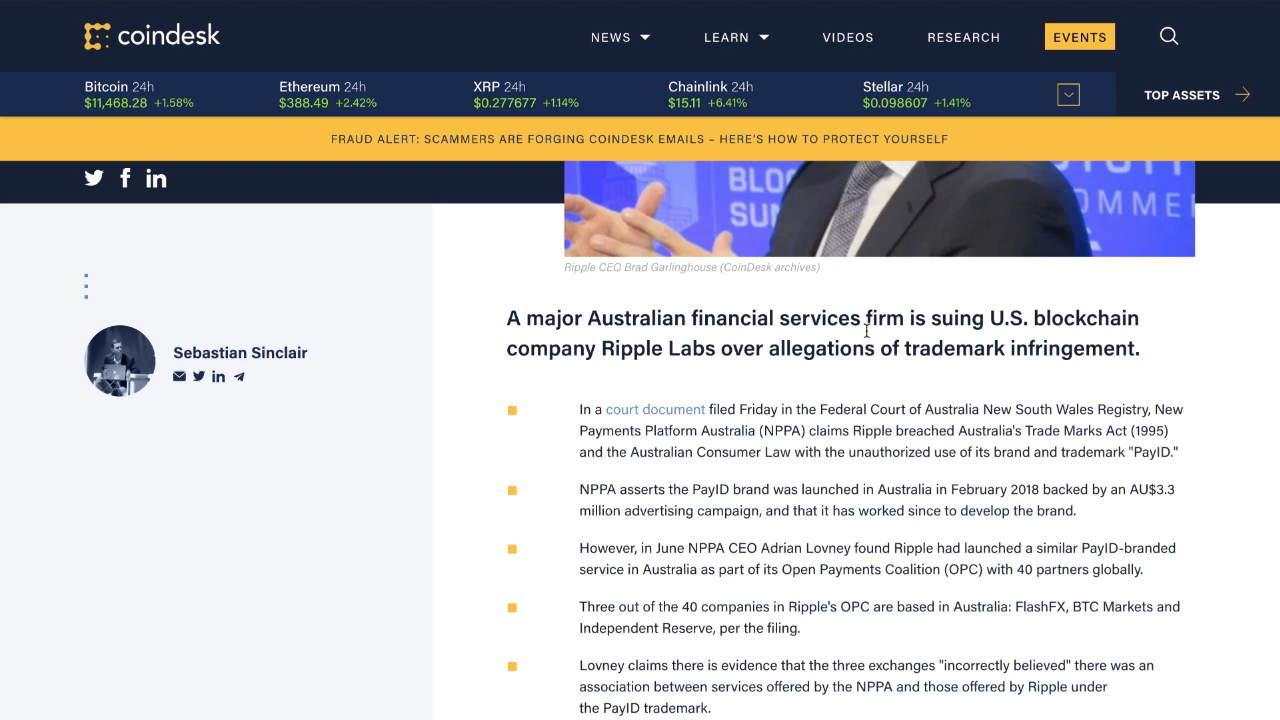 coindesk
NEWS LEARN VIDEOS RESEARCH EVENTS
Bitcoin 24h Ethereum 24h XRP 24h Chainlink 24h Stellar 24h
$11,468.28 +1.58% $388.49 +2.42% $0.277677 +1.14% $15.11 +6.41% $0.098607 +1.41%
TOP ASSETS
FRAUD ALERT: SCAMMERS ARE FORGING COINDESK EMAILS – HERE'S HOW TO PROTECT YOURSELF
Ripple CEO Brad Garlinghouse (CoinDesk archives)
A major Australian financial services firm is suing U.S. blockchain
company Ripple Labs over allegations of trademark infringement.
Sebastian Sinclair
In a court document filed Friday in the Federal Court of Australia New South Wales Registry, New
Payments Platform Australia (NPPA) claims Ripple breached Australia's Trade Marks Act (1995)
and the Australian Consumer Law with the unauthorized use of its brand and trademark "PayID."
NPPA asserts the PayID brand was launched in Australia in February 2018 backed by an AU$3.3
million advertising campaign, and that it has worked since to develop the brand.
However, in June NPPA CEO Adrian Lovney found Ripple had launched a similar PayID-branded
service in Australia as part of its Open Payments Coalition (OPC) with 40 partners globally.
Three out of the 40 companies in Ripple's OPC are based in Australia: FlashFX, BTC Markets and
Independent Reserve, per the filing.
Lovney claims there is evidence that the three exchanges "incorrectly believed" there was an
association between services offered by the NPPA and those offered by Ripple under
the PayID trademark.